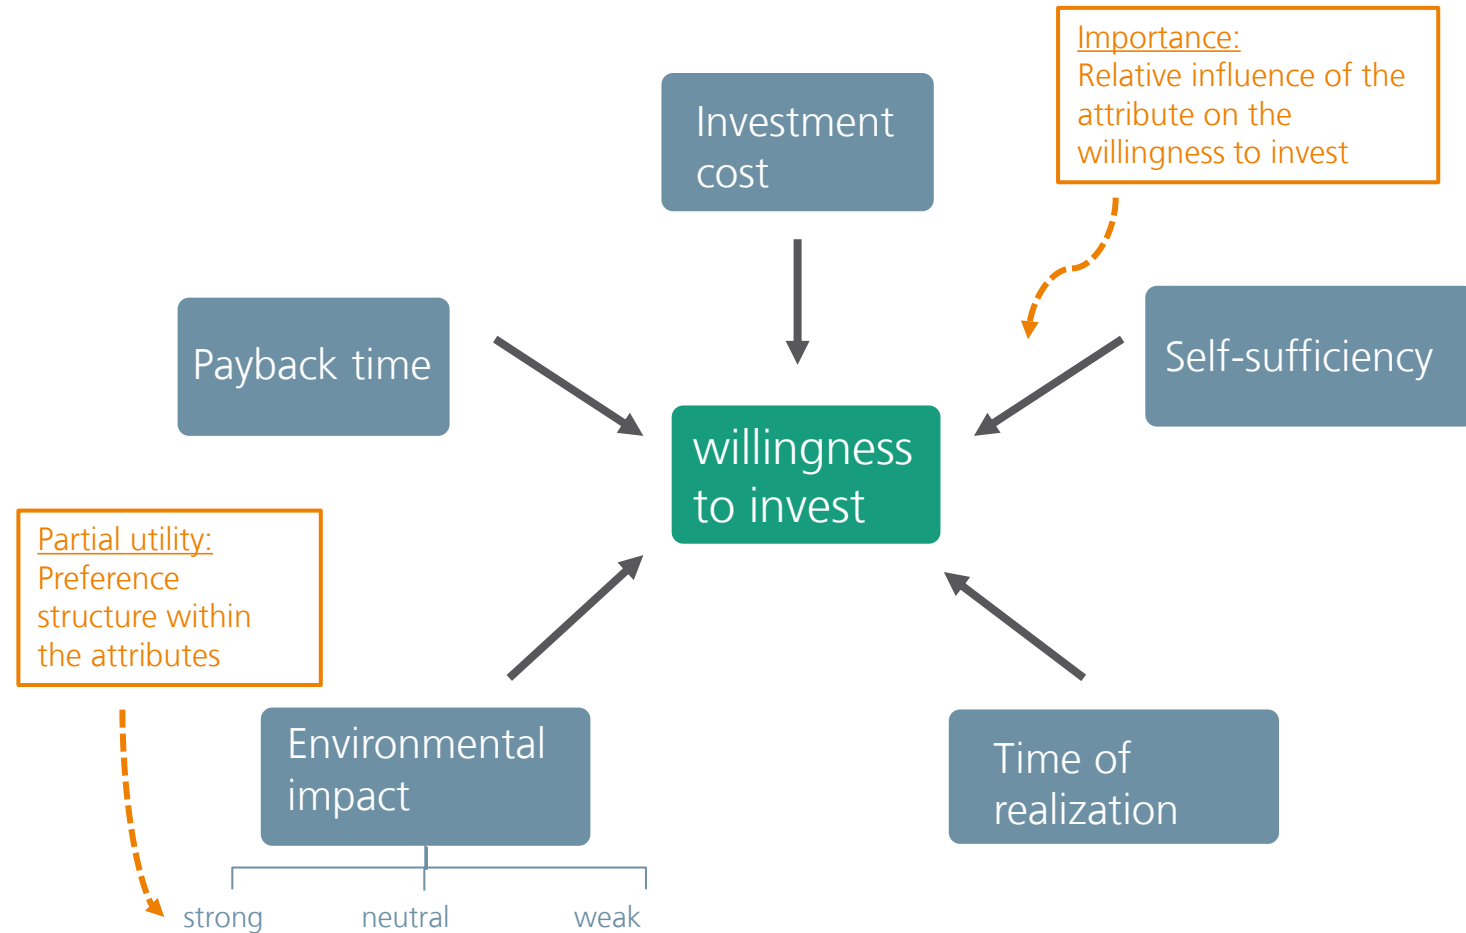 Importance:
Relative influence of the
attribute on the
willingness to invest
Investment
cost
Payback time
Self-sufficiency
willingness
to invest
Partial utility:
Preference
structure within
the attributes
Environmental
impact
Time of
realization
strong
neutral
weak